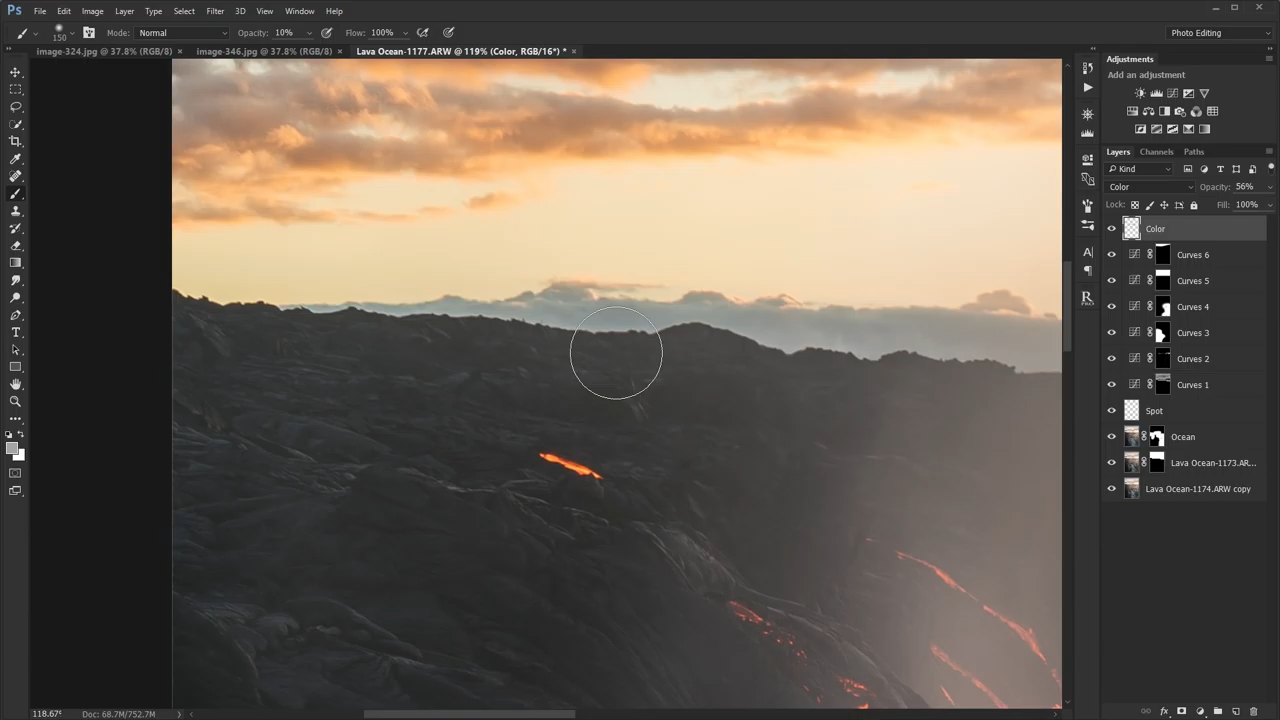 Ps File Edit Image Layer Type Select Filter 3D View Window Help
150 Mode: Normal Opacity: 10% Flow: 100% Photo Editing
image-324.jpg @ 37.8% (RGB/8) × image-346.jpg @ 37.8% (RGB/8) × Lava Ocean-1177.ARW @ 119% (Color, RGB/16*) * ×
Adjustments
Add an adjustment
Layers Channels Paths
Kind
Color Opacity: 56%
Lock: Fill: 100%
Color
Curves 6
Curves 5
Curves 4
Curves 3
Curves 2
Curves 1
Spot
Ocean
Lava Ocean-1173.AR...
Lava Ocean-1174.ARW copy
118.67% Doc: 68.7M/752.7M